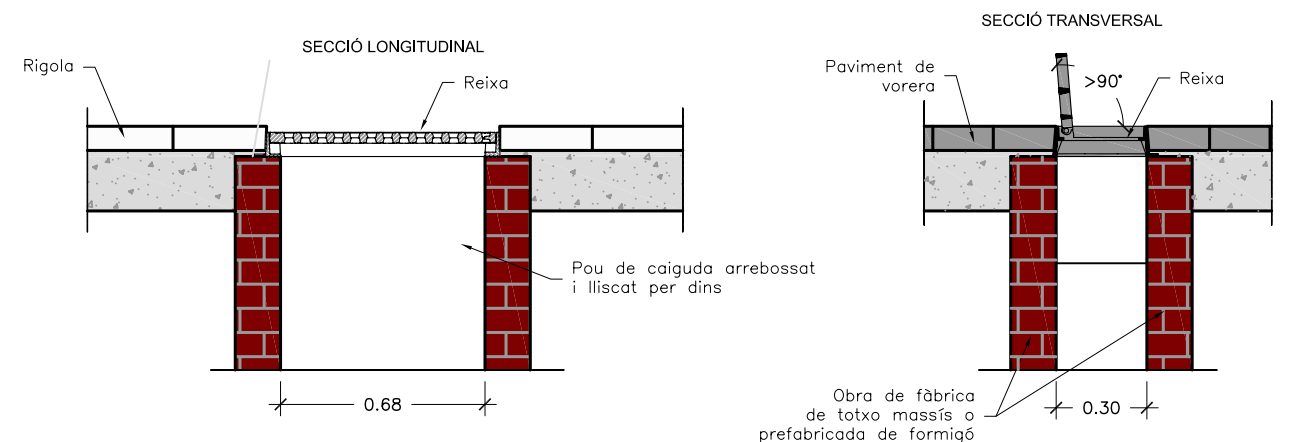 SECCIÓ LONGITUDINAL
Rigola
Reixa
Pou de caiguda arrebossat
i lliscat per dins
0.68
SECCIÓ TRANSVERSAL
Paviment de
vorera
>90°
Reixa
Obra de fàbrica
de totxo massís o
prefabricada de formigó
0.30